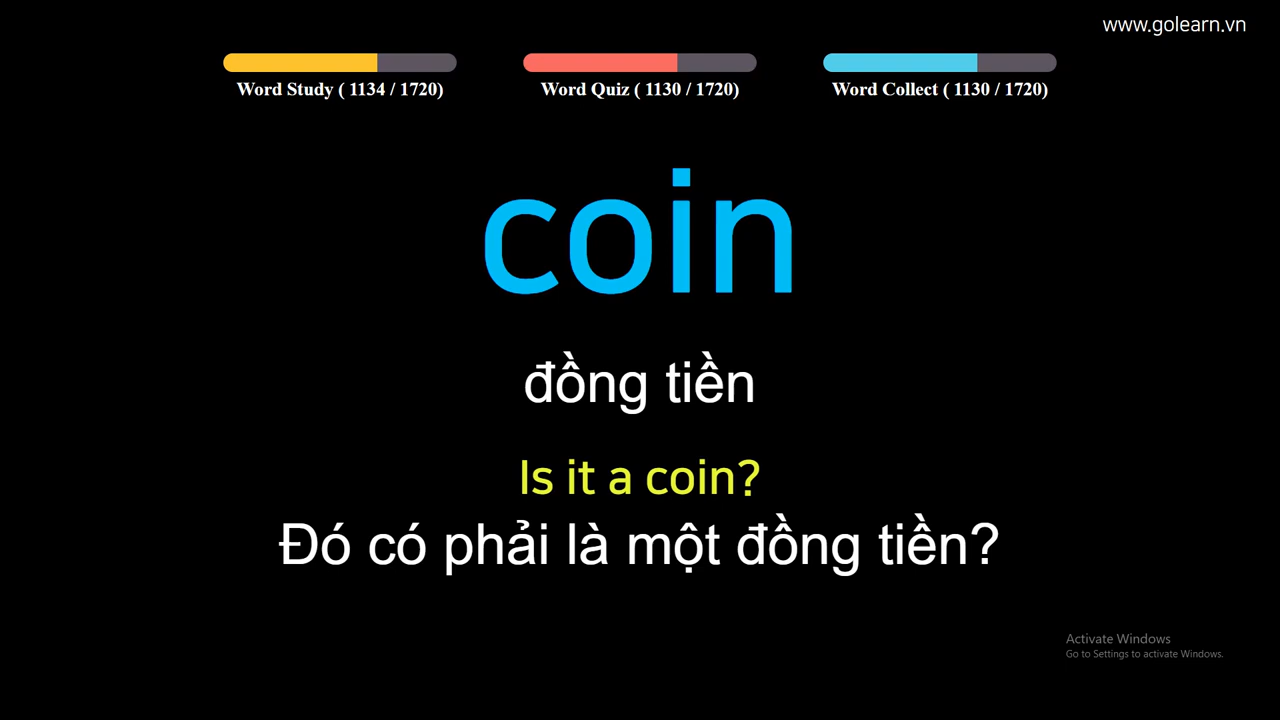 www.golearn.vn
Word Study ( 1134 / 1720)
Word Quiz ( 1130 / 1720)
Word Collect ( 1130 / 1720)
coin
đồng tiền
Is it a coin?
Đó có phải là một đồng tiền?
Activate Windows
Go to Settings to activate Windows.